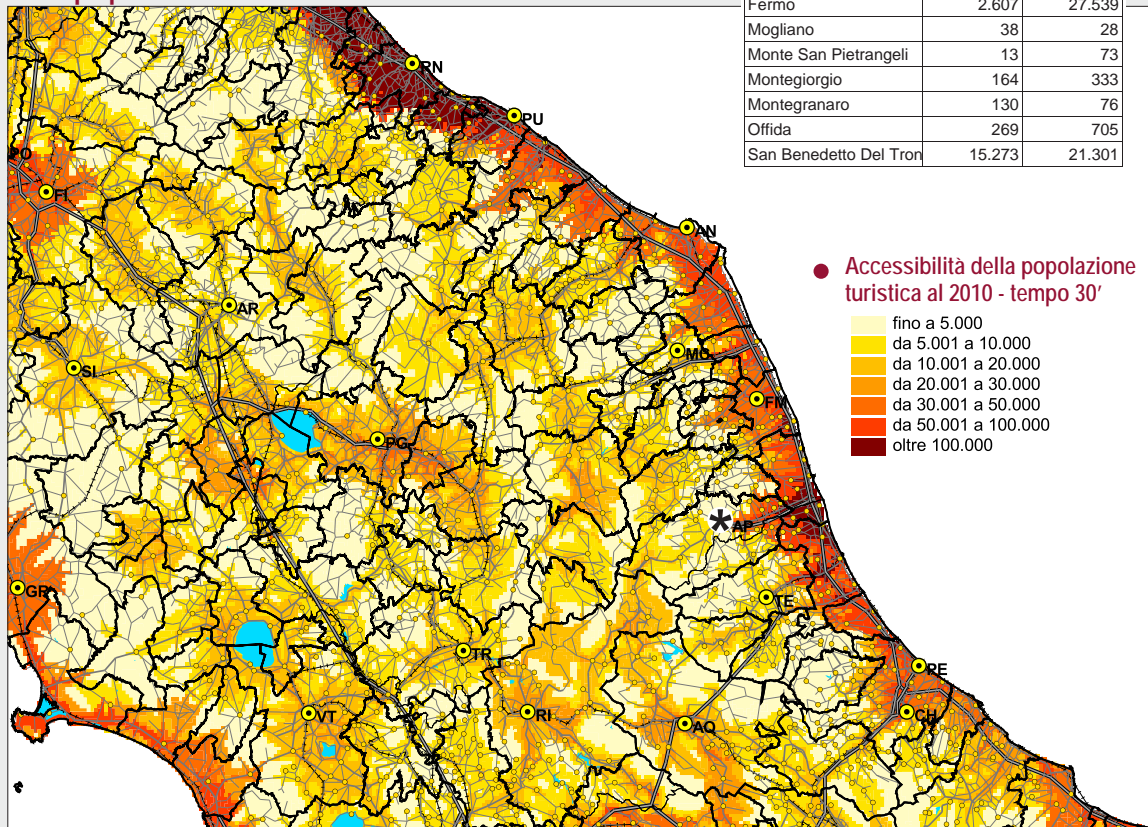 Fermo 2.607 27.539
Mogliano 38 28
Monte San Pietrangeli 13 73
Montegiorgio 164 333
Montegranaro 130 76
Offida 269 705
San Benedetto Del Tron 15.273 21.301
RN
PU
FI
AN
Accessibilità della popolazione
turistica al 2010 - tempo 30′
fino a 5.000
da 5.001 a 10.000
da 10.001 a 20.000
da 20.001 a 30.000
da 30.001 a 50.000
da 50.001 a 100.000
oltre 100.000
AR
SI
FM
PG
* AP
GR
TE
TR
PE
VT
RI
AQ
CH